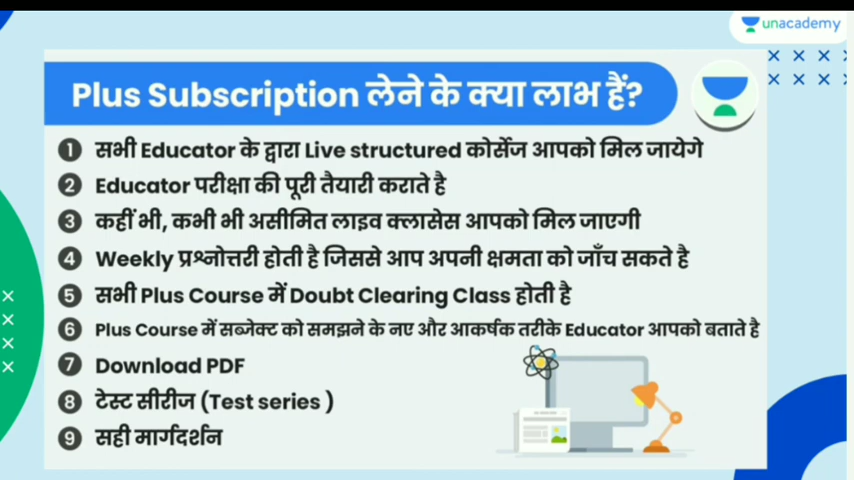 unacademy
Plus Subscription लेने के क्या लाभ हैं?
1 सभी Educator के द्वारा Live structured कोर्सेज आपको मिल जायेगे
2 Educator परीक्षा की पूरी तैयारी कराते है
3 कहीं भी, कभी भी असीमित लाइव क्लासेस आपको मिल जाएगी
4 Weekly प्रश्नोत्तरी होती है जिससे आप अपनी क्षमता को जाँच सकते है
5 सभी Plus Course में Doubt Clearing Class होती है
6 Plus Course में सब्जेक्ट को समझने के नए और आकर्षक तरीके Educator आपको बताते है
7 Download PDF
8 टेस्ट सीरीज (Test series )
9 सही मार्गदर्शन